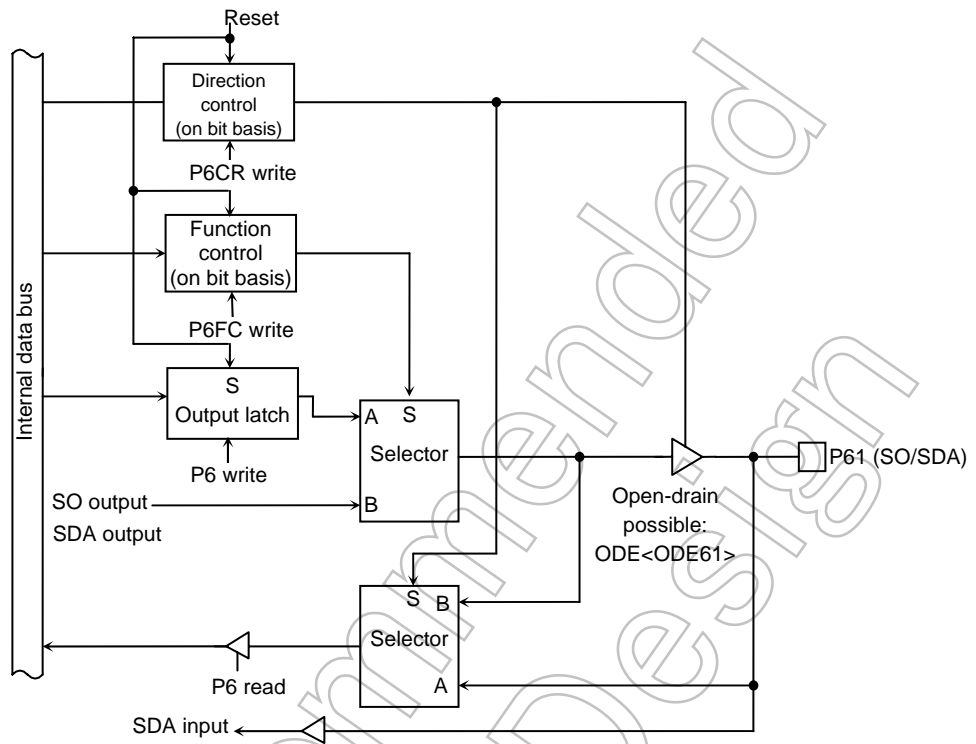 Reset
Direction
control
(on bit basis)
P6CR write
Function
control
(on bit basis)
P6FC write
Internal data bus
S
Output latch
P6 write
A S
Selector
B
SO output
SDA output
P61 (SO/SDA)
Open-drain
possible:
ODE<ODE61>
S B
Selector
A
P6 read
SDA input
ommended
Design